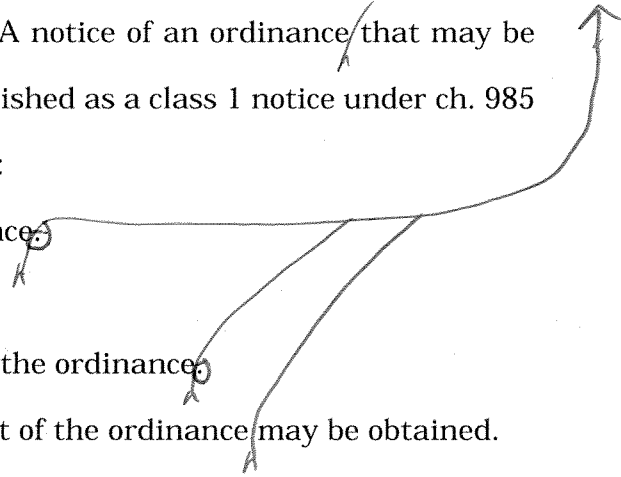 A notice of an ordinance that may be
ished as a class 1 notice under ch. 985
:
nce.
the ordinance.
t of the ordinance may be obtained.